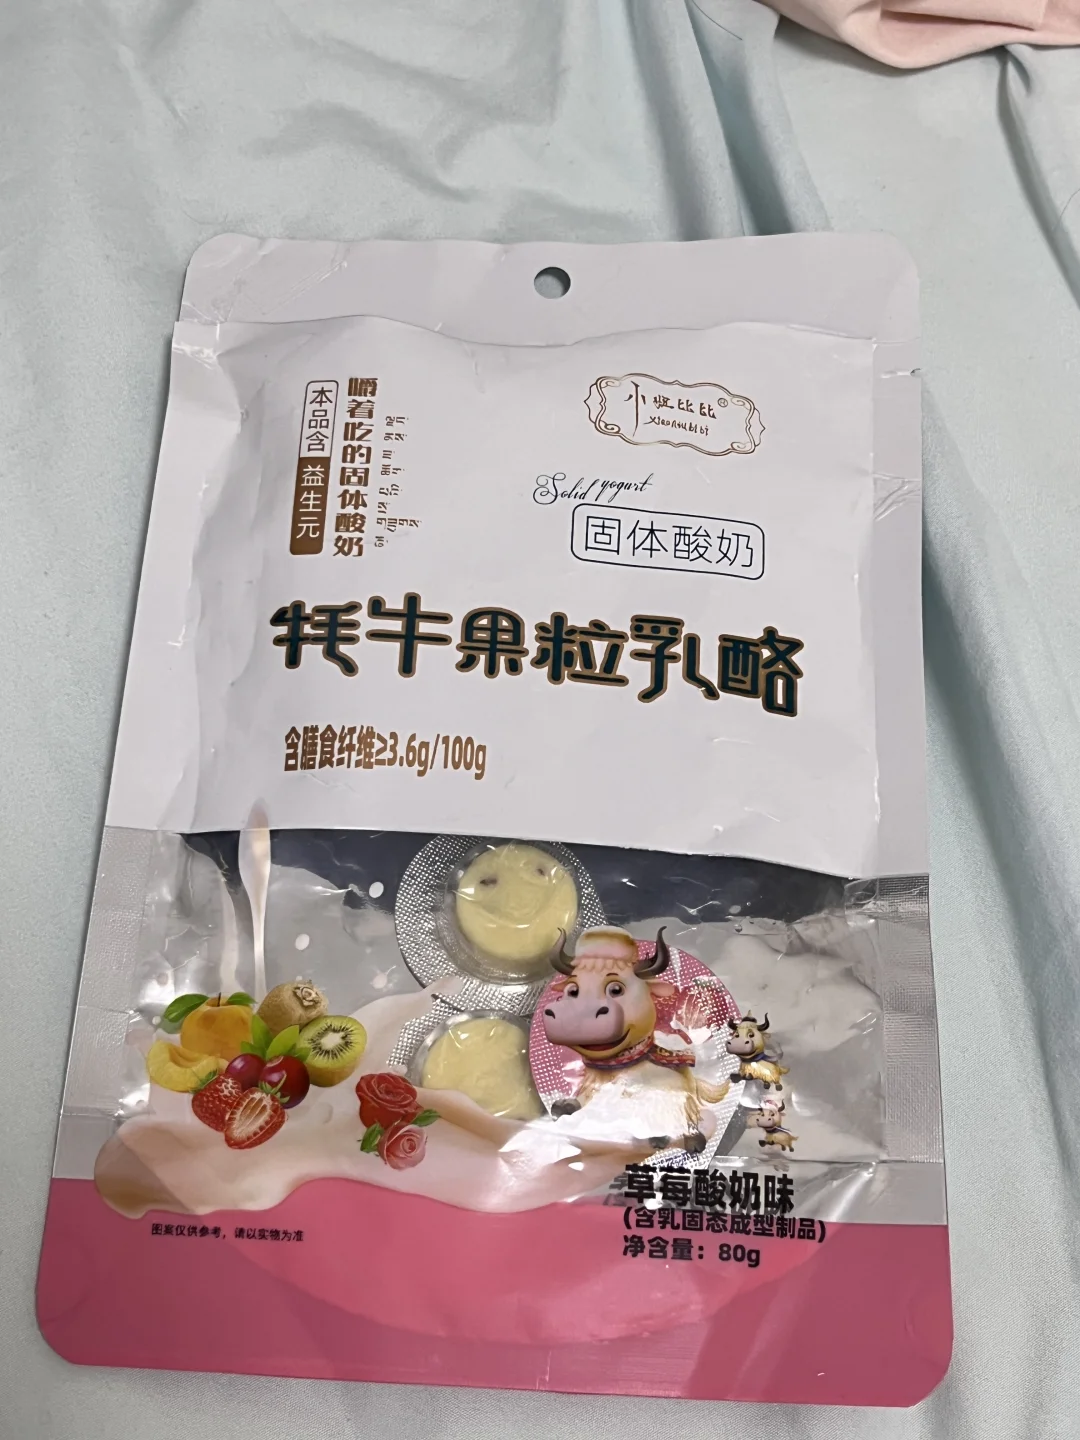 本品含益生元
嚼着吃的固体酸奶
小牧比比
Solid yogurt
固体酸奶
牦牛果粒乳酪
含膳食纤维≥3.6g/100g
草莓酸奶味
(含乳固态成型制品)
净含量：80g
图案仅供参考，请以实物为准